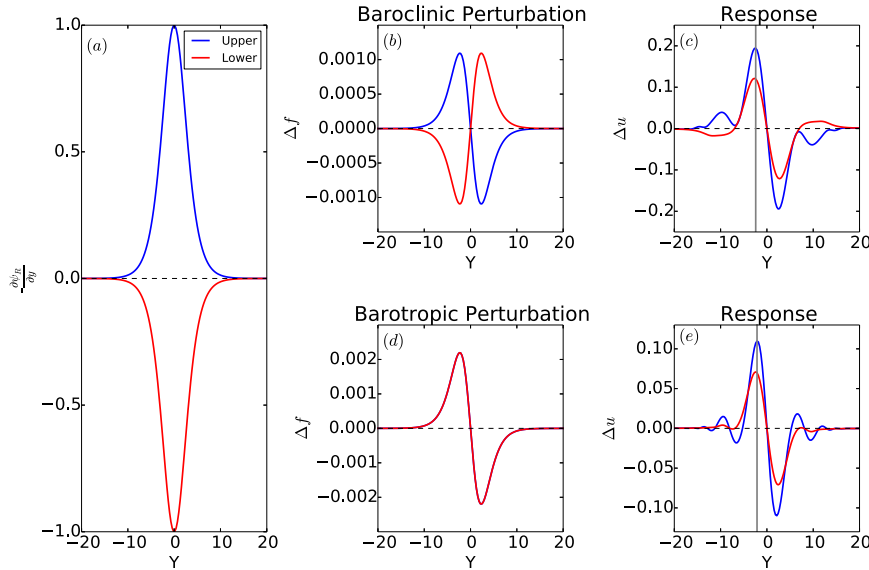 1.0
0.5
0.0
−0.5
−1.0
−20 −10 0 10 20
Y
-∂ψ_R/∂y
(a)
Upper
Lower
Baroclinic Perturbation
(b)
0.0010
0.0005
0.0000
−0.0005
−0.0010
Δf
−20 −10 0 10 20
Y
Response
(c)
0.2
0.1
0.0
−0.1
−0.2
Δu
−20 −10 0 10 20
Y
Barotropic Perturbation
(d)
0.002
0.001
0.000
−0.001
−0.002
Δf
−20 −10 0 10 20
Y
Response
(e)
0.10
0.05
0.00
−0.05
−0.10
Δu
−20 −10 0 10 20
Y